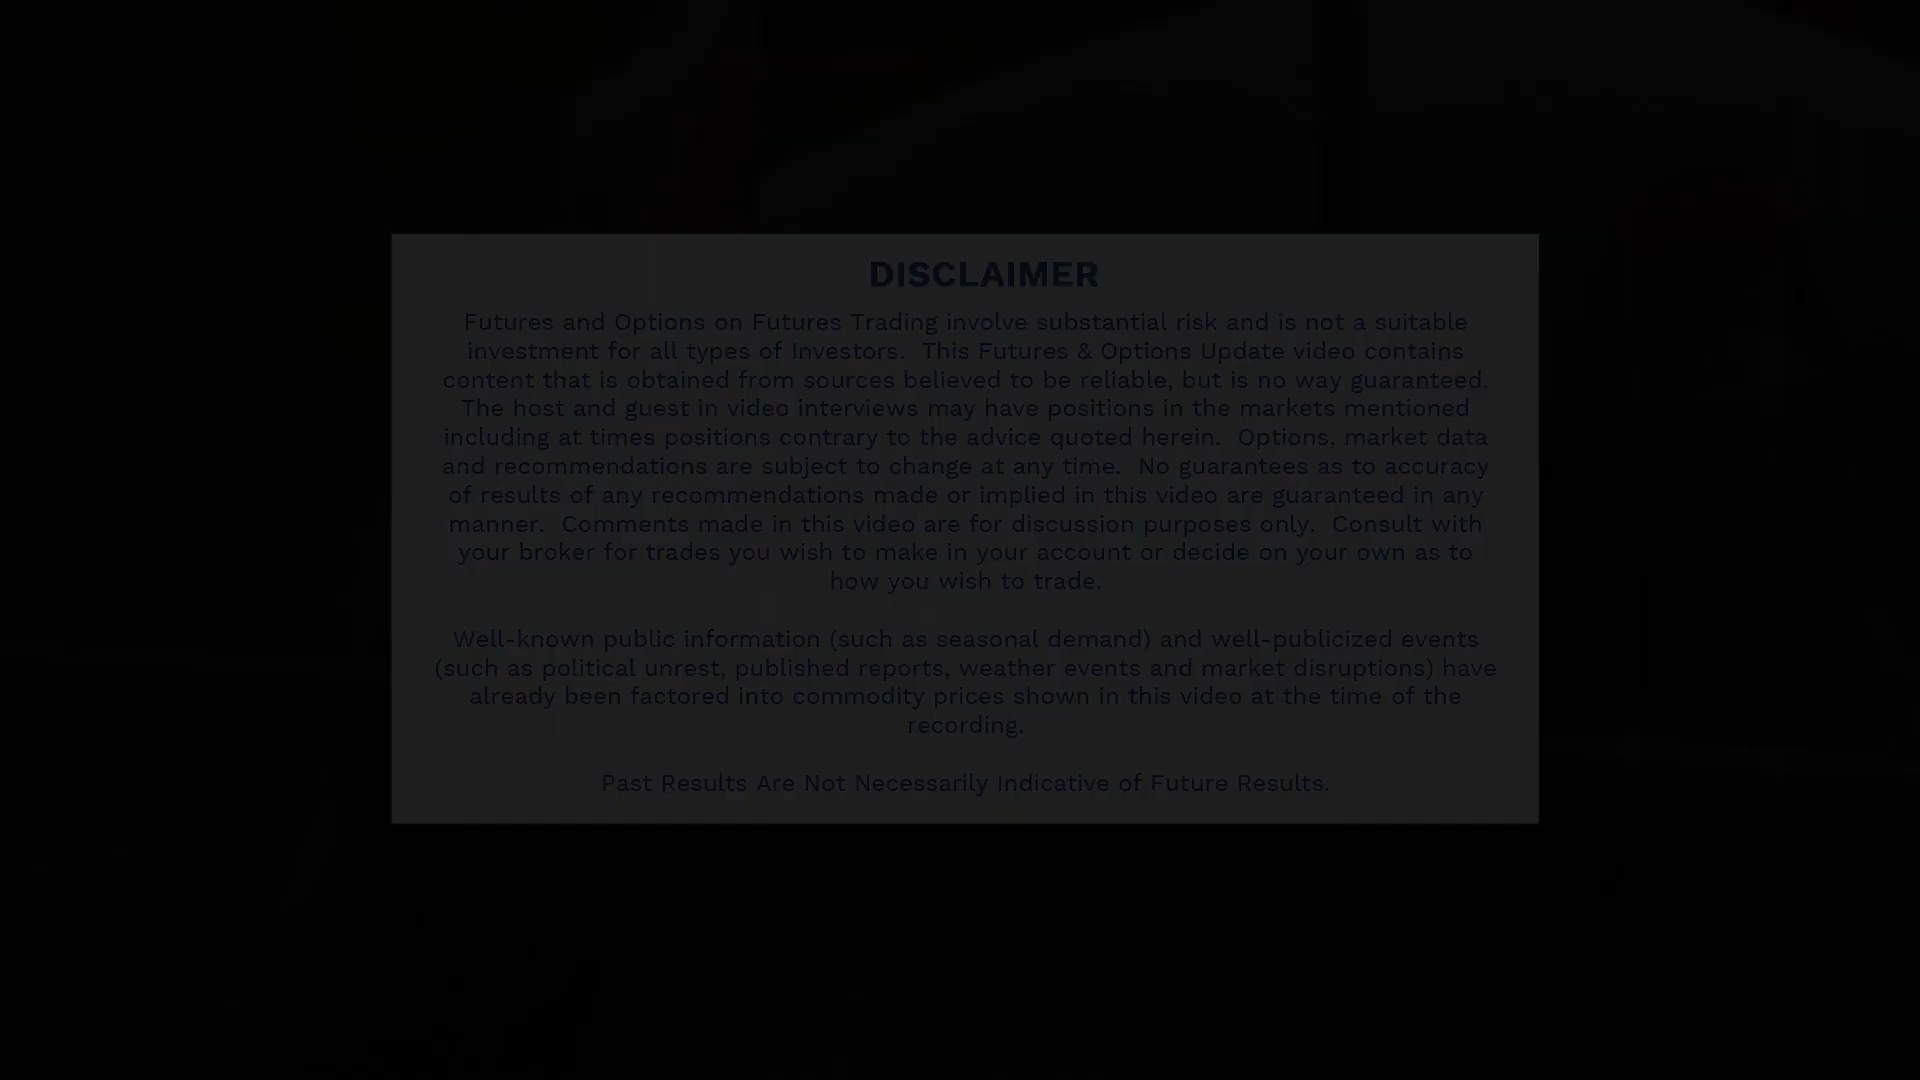 DISCLAIMER
Futures and Options on Futures Trading involve substantial risk and is not a suitable
investment for all types of Investors.  This Futures & Options Update video contains
content that is obtained from sources believed to be reliable, but is no way guaranteed.
The host and guest in video interviews may have positions in the markets mentioned
including at times positions contrary to the advice quoted herein.  Options, market data
and recommendations are subject to change at any time.  No guarantees as to accuracy
of results of any recommendations made or implied in this video are guaranteed in any
manner.  Comments made in this video are for discussion purposes only.  Consult with
your broker for trades you wish to make in your account or decide on your own as to
how you wish to trade.
Well-known public information (such as seasonal demand) and well-publicized events
(such as political unrest, published reports, weather events and market disruptions) have
already been factored into commodity prices shown in this video at the time of the
recording.
Past Results Are Not Necessarily Indicative of Future Results.